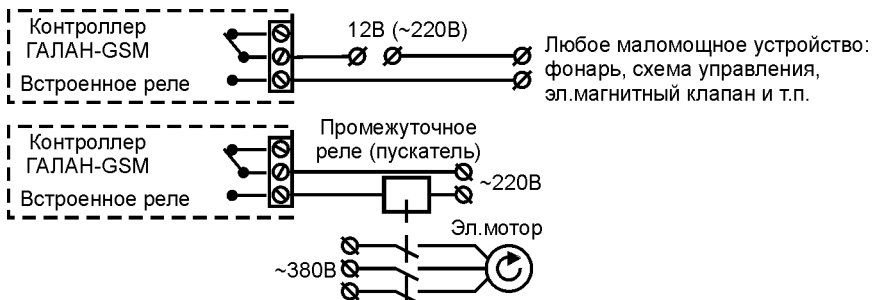 Контроллер
ГАЛАН-GSM
Встроенное реле
12В (~220В)
Любое маломощное устройство:
фонарь, схема управления,
эл.магнитный клапан и т.п.
Контроллер
ГАЛАН-GSM
Встроенное реле
Промежуточное
реле (пускатель)
~220В
Эл.мотор
~380В